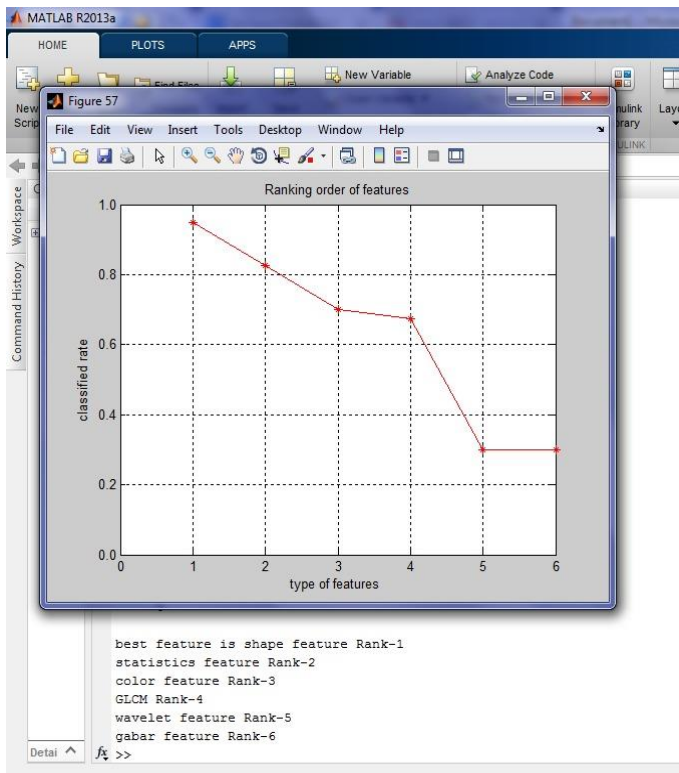 MATLAB R2013a
HOME PLOTS APPS
New Variable
Analyze Code
Find Files
New
Script
Figure 57
File Edit View Insert Tools Desktop Window Help
Workspace
Command History
Ranking order of features
classified rate
1.0
0.8
0.6
0.4
0.2
0.0
0 1 2 3 4 5 6
type of features
best feature is shape feature Rank-1
statistics feature Rank-2
color feature Rank-3
GLCM Rank-4
wavelet feature Rank-5
gabar feature Rank-6
Detai
fx >>